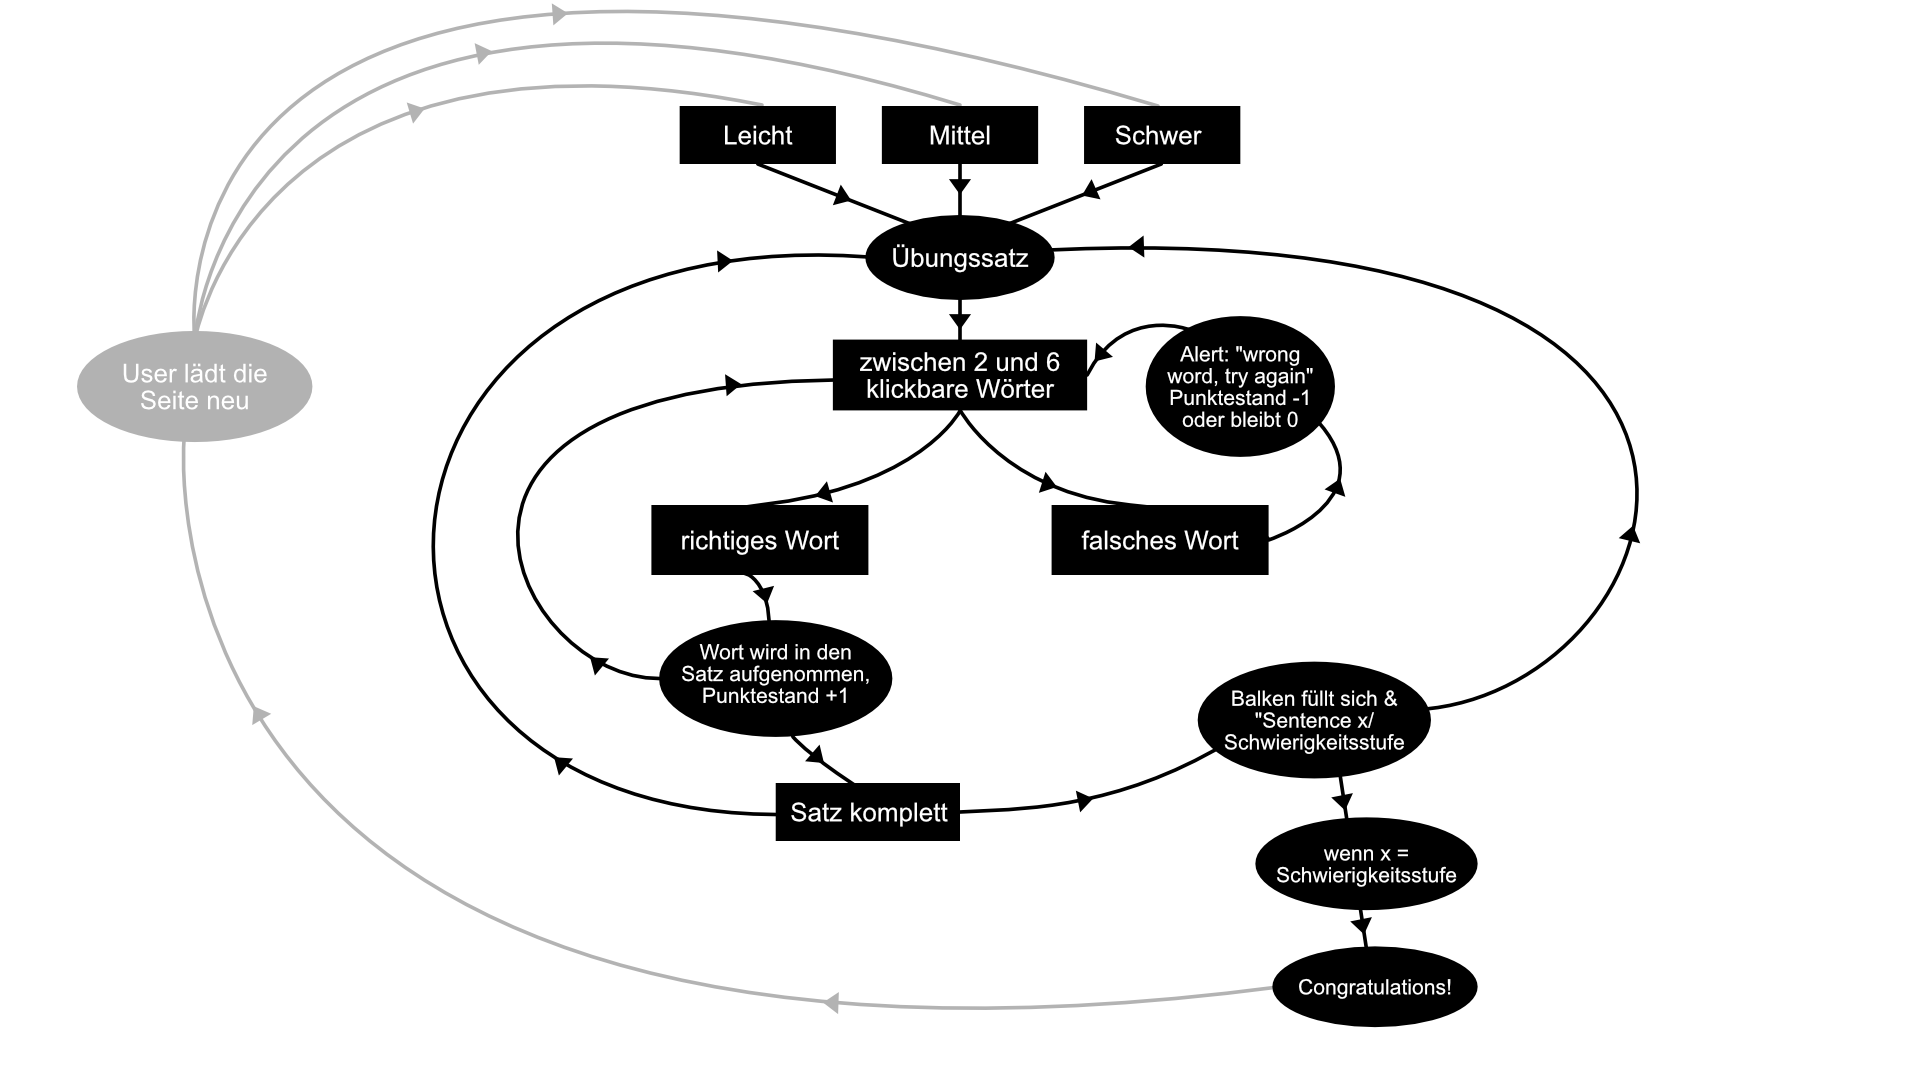 Leicht
Mittel
Schwer
Übungssatz
User lädt die
Seite neu
zwischen 2 und 6
klickbare Wörter
Alert: "wrong
word, try again"
Punktestand -1
oder bleibt 0
richtiges Wort
falsches Wort
Wort wird in den
Satz aufgenommen,
Punktestand +1
Balken füllt sich &
"Sentence x/
Schwierigkeitsstufe
Satz komplett
wenn x =
Schwierigkeitsstufe
Congratulations!